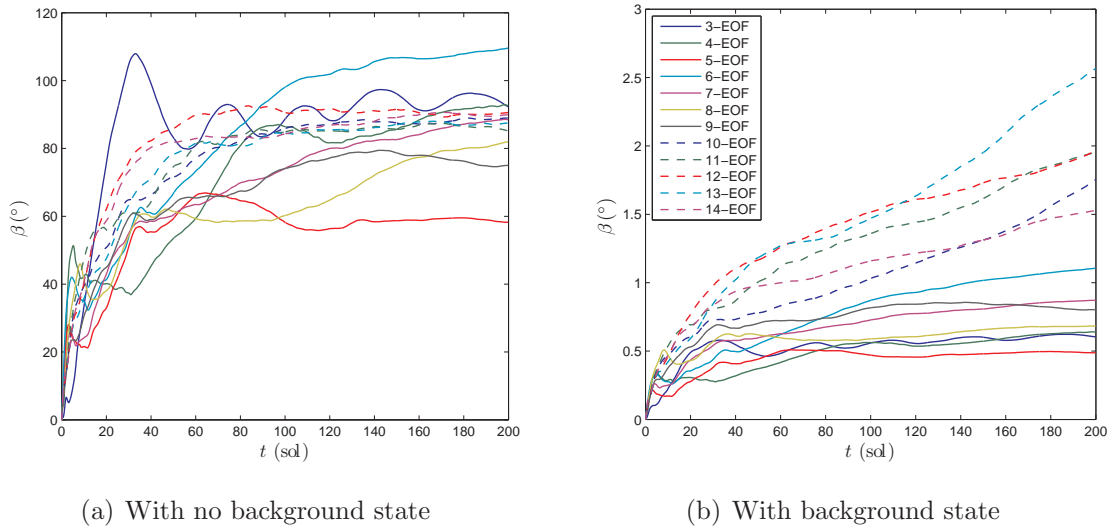 120
100
80
60
40
20
0
β (°)
0 20 40 60 80 100 120 140 160 180 200
t (sol)
3
2.5
2
1.5
1
0.5
0
β (°)
3−EOF
4−EOF
5−EOF
6−EOF
7−EOF
8−EOF
9−EOF
10−EOF
11−EOF
12−EOF
13−EOF
14−EOF
0 20 40 60 80 100 120 140 160 180 200
t (sol)
(a) With no background state
(b) With background state